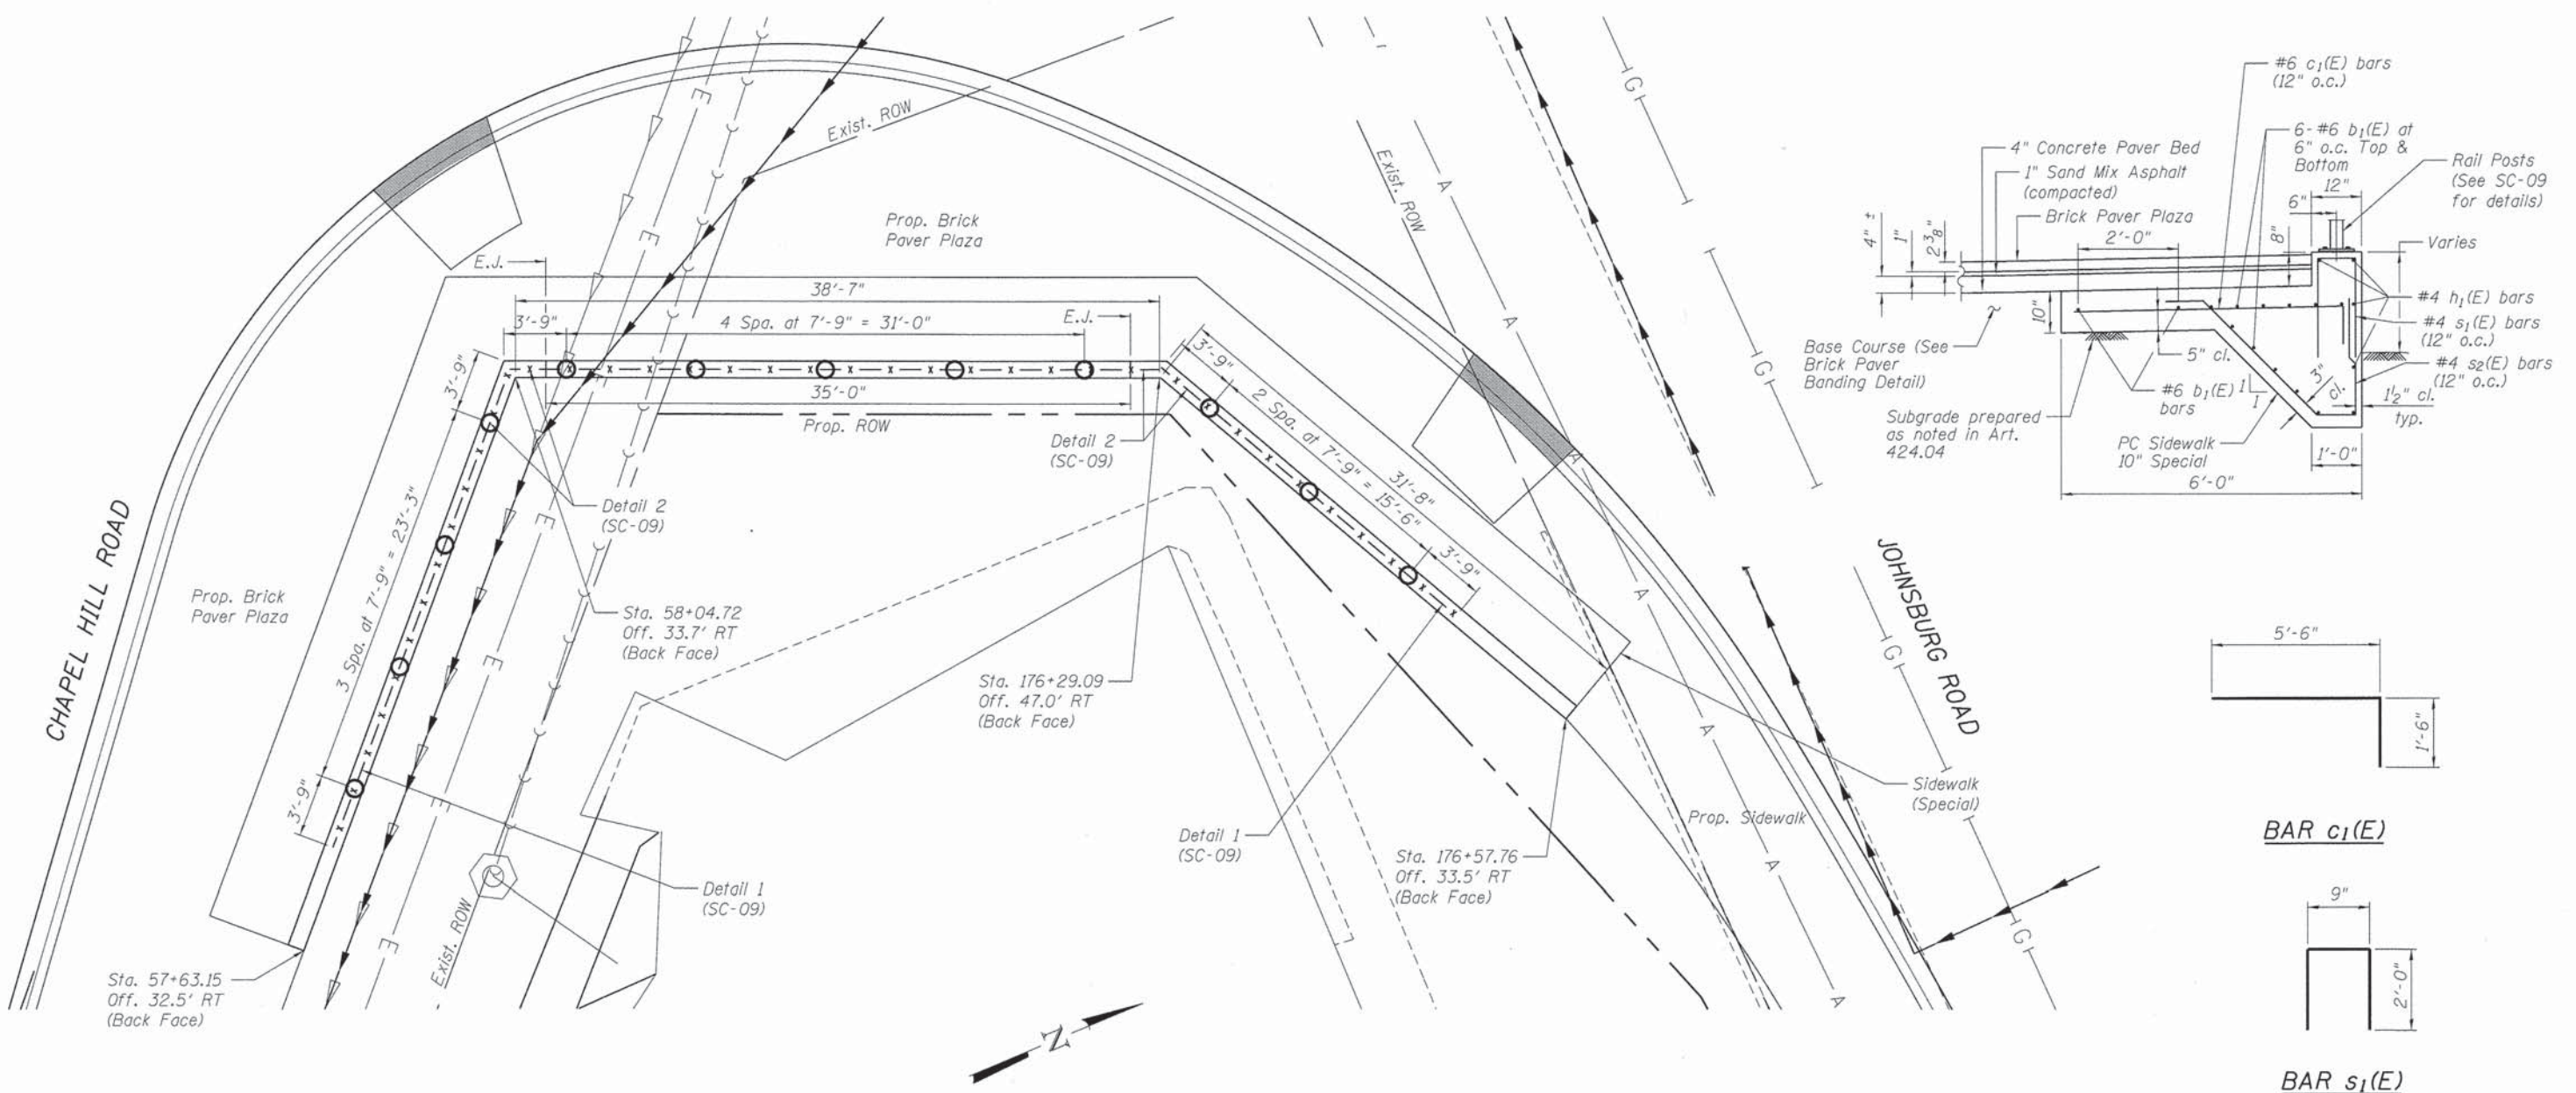 Exist. ROW
Prop. Brick
Paver Plaza
E.J.
38'-7"
3'-9"
4 Spa. at 7'-9" = 31'-0"
E.J.
35'-0"
Prop. ROW
Detail 2
(SC-09)
3'-9"
3 Spa. at 7'-9" = 23'-3"
3'-9"
Detail 2
(SC-09)
CHAPEL HILL ROAD
Prop. Brick
Paver Plaza
Sta. 58+04.72
Off. 33.7' RT
(Back Face)
Sta. 176+29.09
Off. 47.0' RT
(Back Face)
Detail 1
(SC-09)
Exist. ROW
Sta. 57+63.15
Off. 32.5' RT
(Back Face)
N
3'-9"
2 Spa. at 7'-9" = 15'-6"
31'-8"
3'-9"
Exist. ROW
A
A
A
A
A
A
A
E
E
E
E
E
E
E
G
G
G
G
G
JOHNSBURG ROAD
Detail 1
(SC-09)
Sta. 176+57.76
Off. 33.5' RT
(Back Face)
Prop. Sidewalk
Sidewalk
(Special)
#6 c1(E) bars
(12" o.c.)
6- #6 b1(E) at
6" o.c. Top &
Bottom
4" Concrete Paver Bed
1" Sand Mix Asphalt
(compacted)
Brick Paver Plaza
Rail Posts
(See SC-09
for details)
12"
6"
2'-0"
8"
4" ±
1"
2 3/8"
Varies
10"
#4 h1(E) bars
#4 s1(E) bars
(12" o.c.)
#4 s2(E) bars
(12" o.c.)
Base Course (See
Brick Paver
Banding Detail)
5" cl.
#6 b1(E)
bars
1
1
3"
cl.
1 1/2" cl.
typ.
Subgrade prepared
as noted in Art.
424.04
PC Sidewalk
10" Special
1'-0"
6'-0"
5'-6"
1'-6"
BAR c1(E)
9"
2'-0"
BAR s1(E)